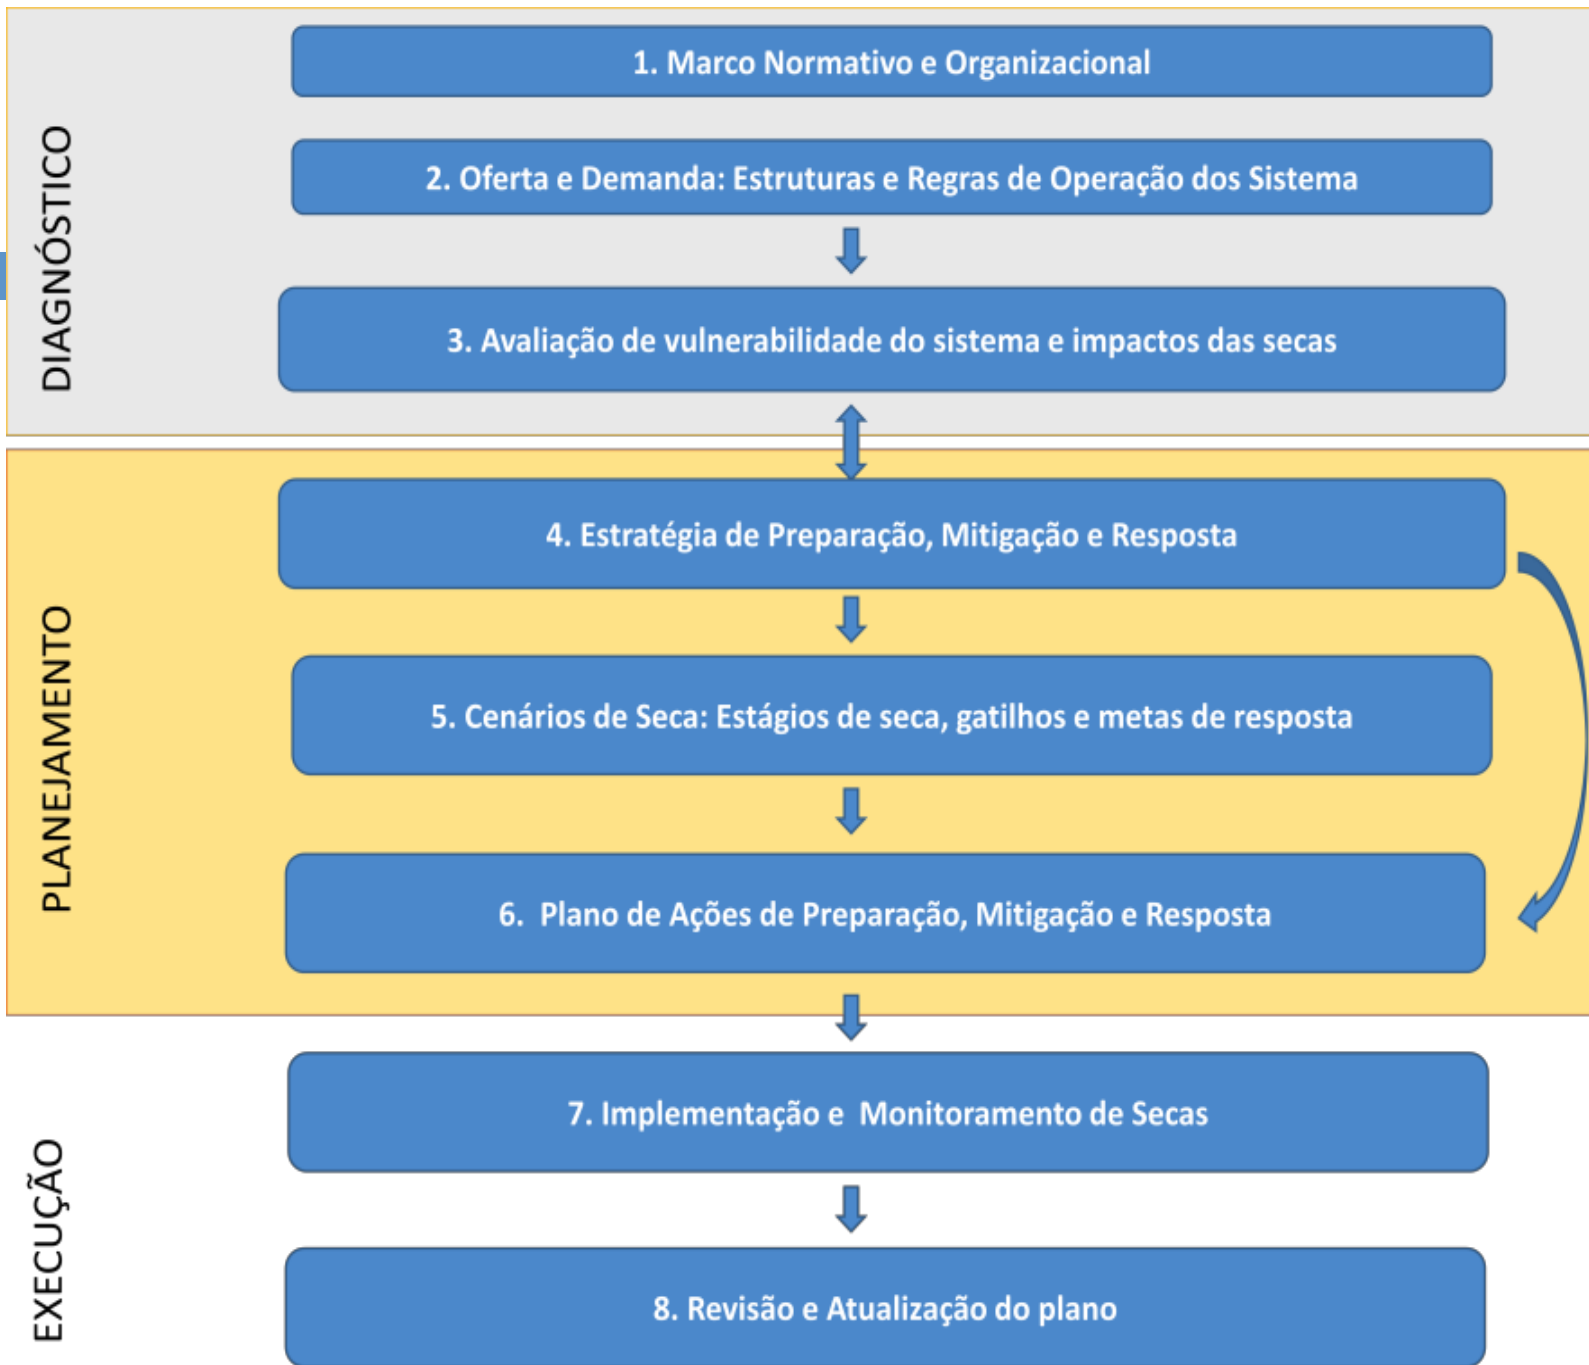 DIAGNÓSTICO
1. Marco Normativo e Organizacional
2. Oferta e Demanda: Estruturas e Regras de Operação dos Sistema
3. Avaliação de vulnerabilidade do sistema e impactos das secas
PLANEJAMENTO
4. Estratégia de Preparação, Mitigação e Resposta
5. Cenários de Seca: Estágios de seca, gatilhos e metas de resposta
6. Plano de Ações de Preparação, Mitigação e Resposta
EXECUÇÃO
7. Implementação e Monitoramento de Secas
8. Revisão e Atualização do plano